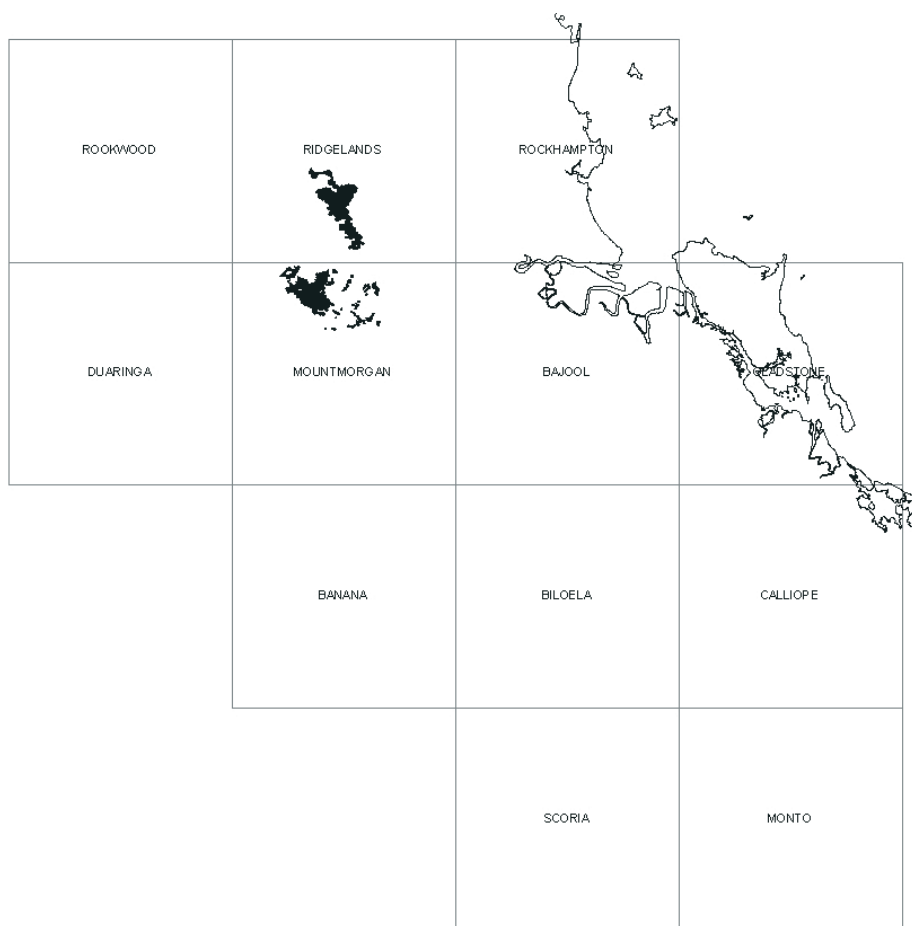 ROOKWOOD
RIDGELANDS
ROCKHAMPTON
DUARINGA
MOUNTMORGAN
BAJOOL
GLADSTONE
BANANA
BILOELA
CALLIOPE
SCORIA
MONTO